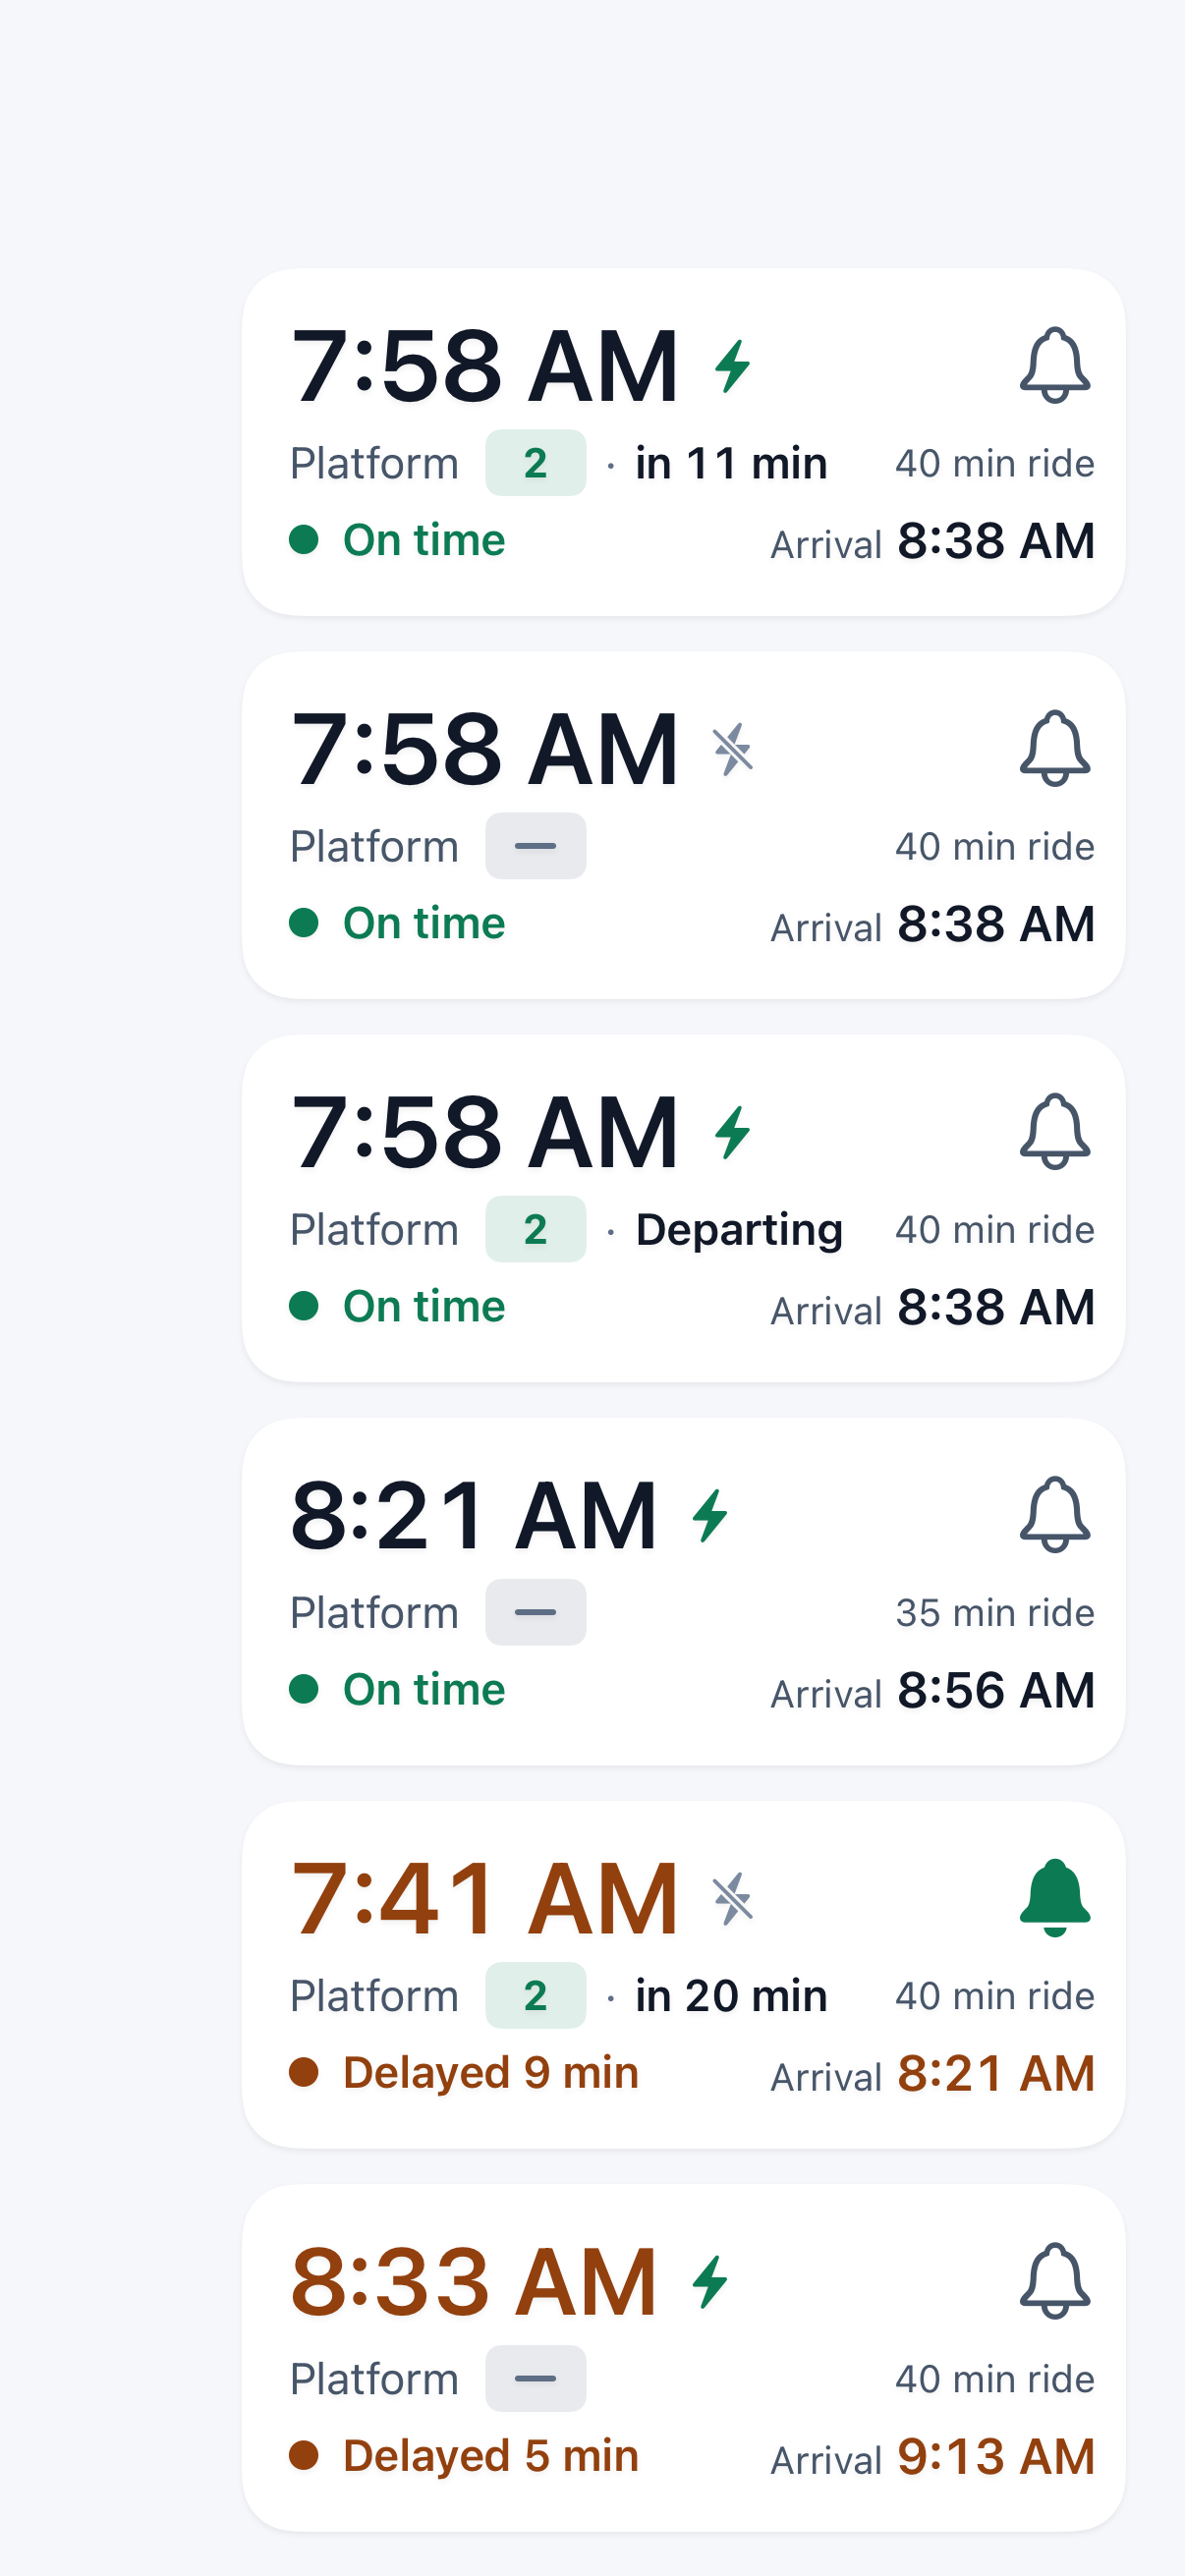 7:58 AM
Platform 2 · in 11 min 40 min ride
On time Arrival 8:38 AM
7:58 AM
Platform — 40 min ride
On time Arrival 8:38 AM
7:58 AM
Platform 2 · Departing 40 min ride
On time Arrival 8:38 AM
8:21 AM
Platform — 35 min ride
On time Arrival 8:56 AM
7:41 AM
Platform 2 · in 20 min 40 min ride
Delayed 9 min Arrival 8:21 AM
8:33 AM
Platform — 40 min ride
Delayed 5 min Arrival 9:13 AM